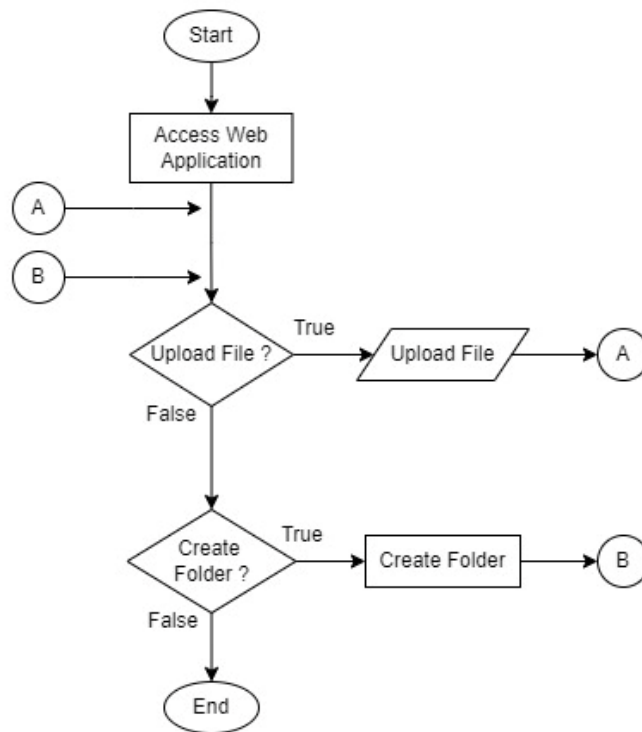 Start
Access Web
Application
A
B
Upload File ?
True
Upload File
A
False
Create
Folder ?
True
Create Folder
B
False
End